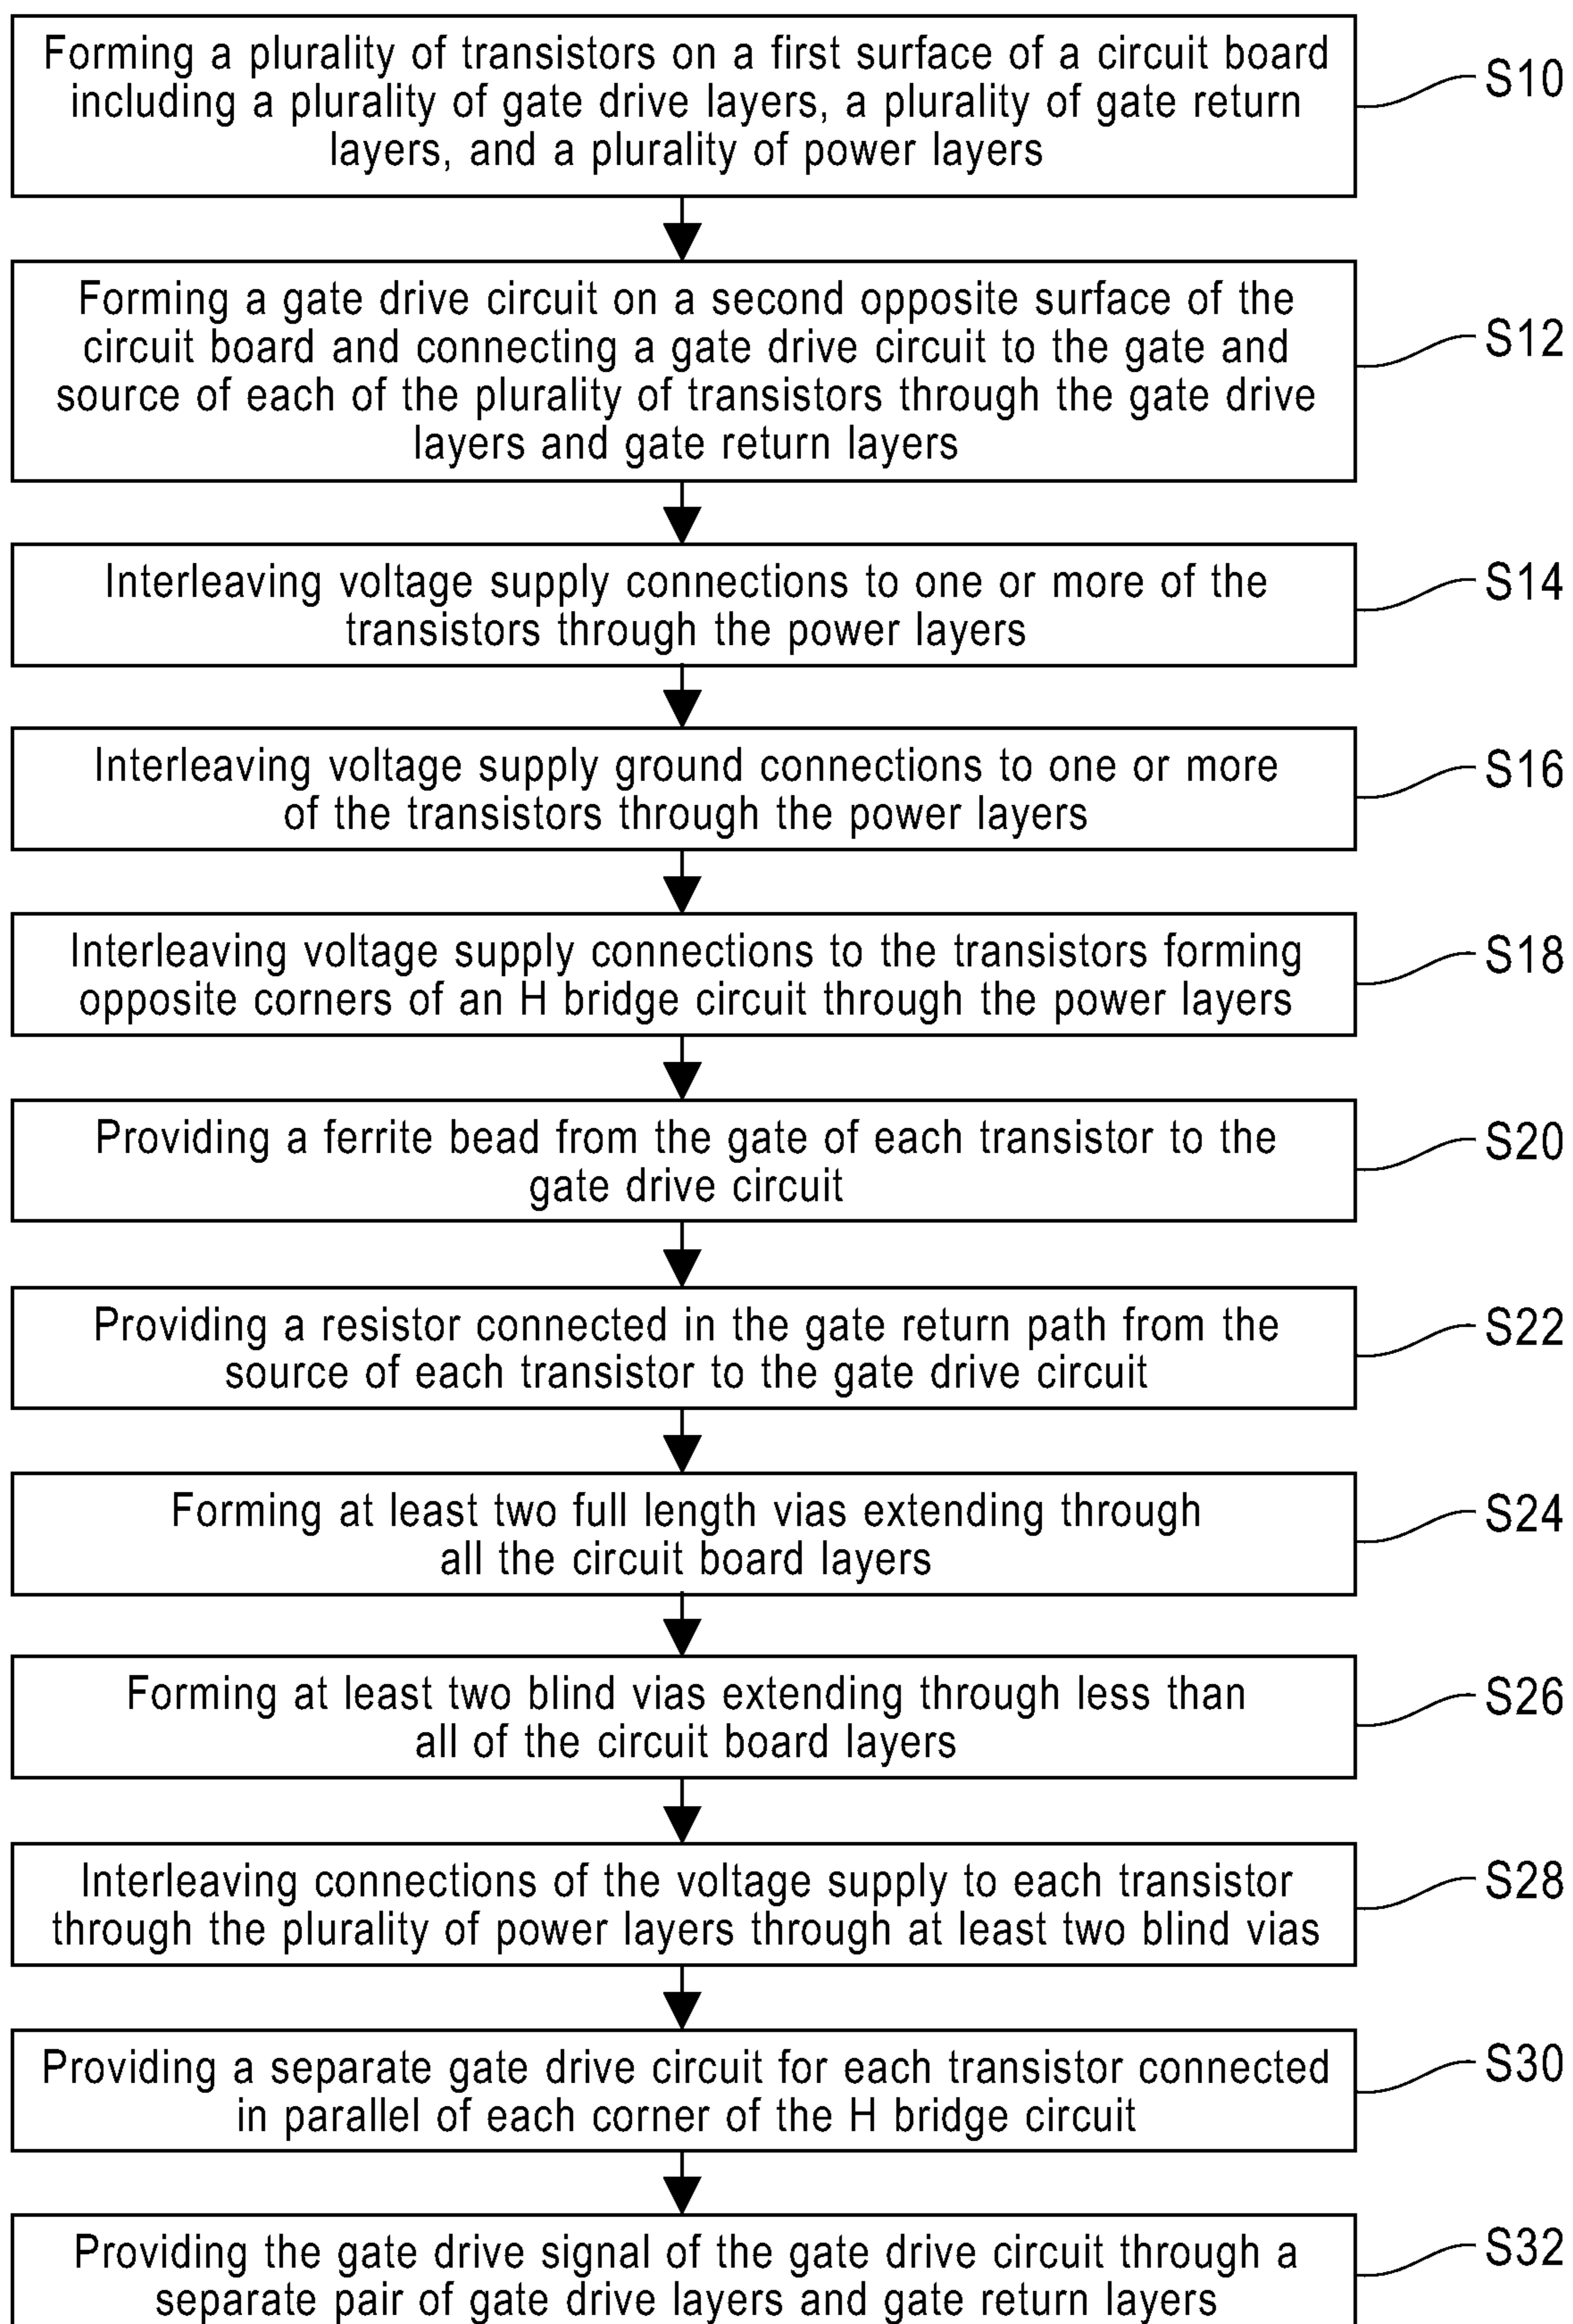 Forming a plurality of transistors on a first surface of a circuit board
including a plurality of gate drive layers, a plurality of gate return
layers, and a plurality of power layers
S10
Forming a gate drive circuit on a second opposite surface of the
circuit board and connecting a gate drive circuit to the gate and
source of each of the plurality of transistors through the gate drive
layers and gate return layers
S12
Interleaving voltage supply connections to one or more of the
transistors through the power layers
S14
Interleaving voltage supply ground connections to one or more
of the transistors through the power layers
S16
Interleaving voltage supply connections to the transistors forming
opposite corners of an H bridge circuit through the power layers
S18
Providing a ferrite bead from the gate of each transistor to the
gate drive circuit
S20
Providing a resistor connected in the gate return path from the
source of each transistor to the gate drive circuit
S22
Forming at least two full length vias extending through
all the circuit board layers
S24
Forming at least two blind vias extending through less than
all of the circuit board layers
S26
Interleaving connections of the voltage supply to each transistor
through the plurality of power layers through at least two blind vias
S28
Providing a separate gate drive circuit for each transistor connected
in parallel of each corner of the H bridge circuit
S30
Providing the gate drive signal of the gate drive circuit through a
separate pair of gate drive layers and gate return layers
S32